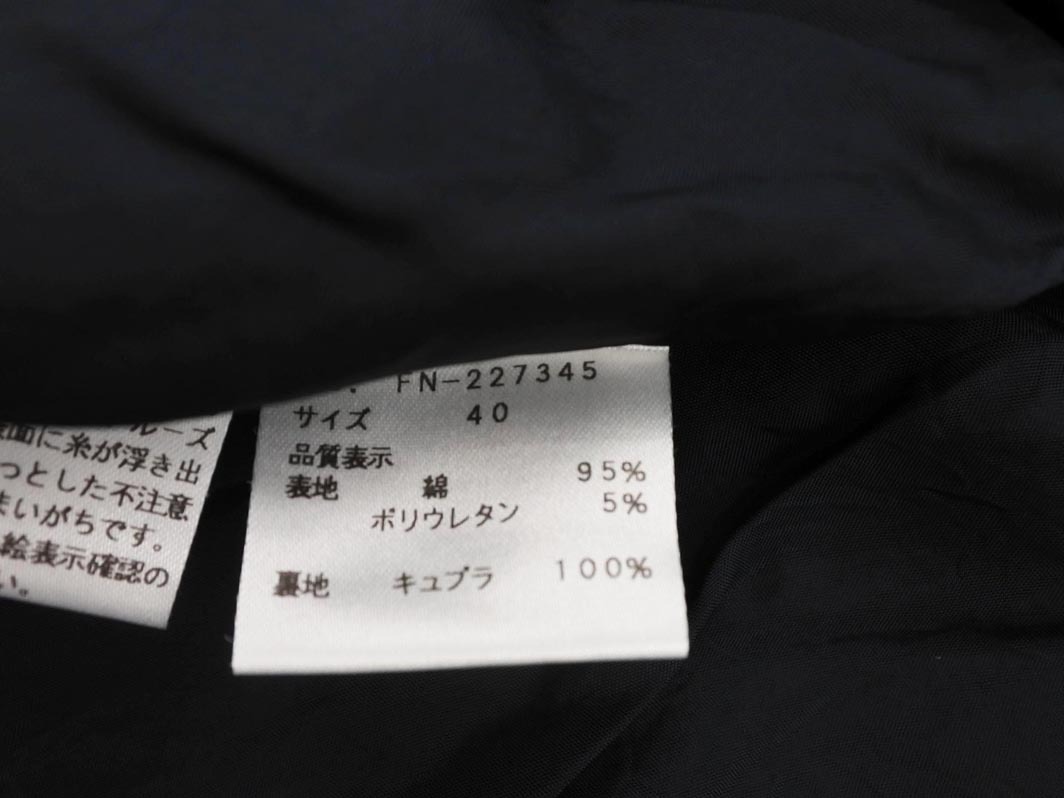 ルーズ
表面に糸が浮き出
っとした不注意
まいがちです。
絵表示確認の
い。
FN-227345
サイズ 40
品質表示
表地 綿 95%
ポリウレタン 5%
裏地 キュプラ 100%